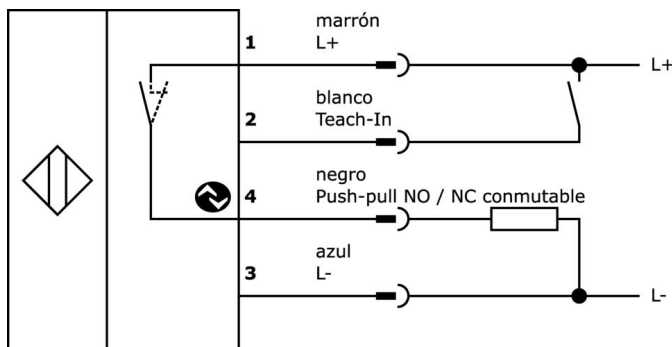 marrón
1 L+
L+
blanco
2 Teach-In
negro
4 Push-pull NO / NC conmutable
azul
3 L-
L-